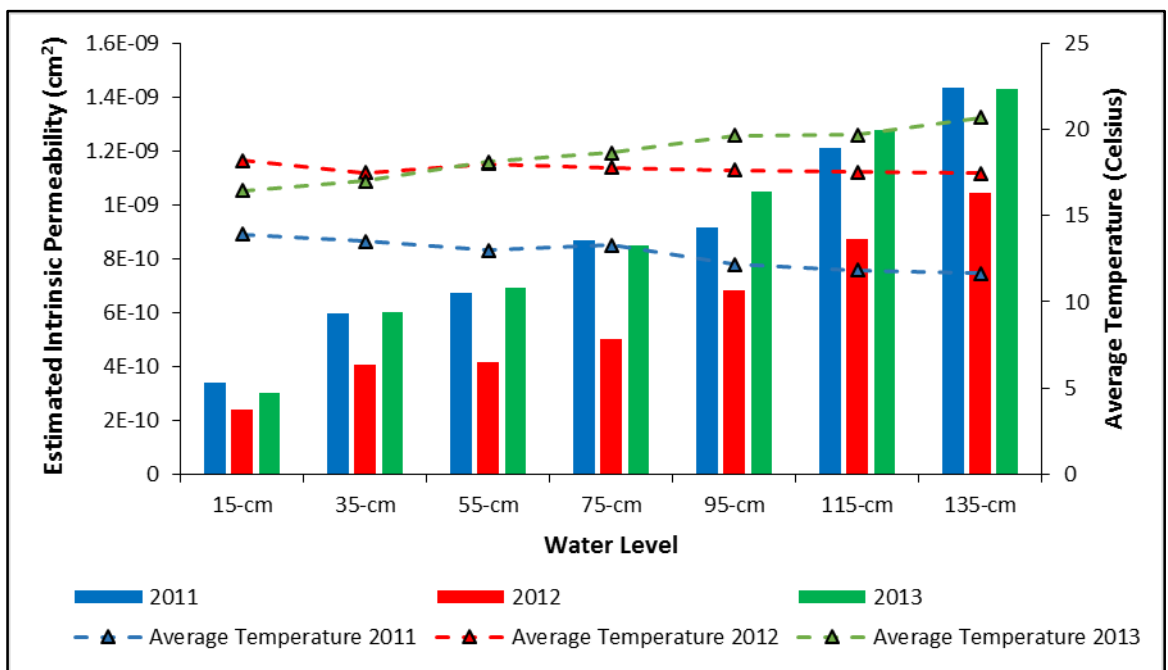 Estimated Intrinsic Permeability (cm²)
1.6E-09
1.4E-09
1.2E-09
1E-09
8E-10
6E-10
4E-10
2E-10
0
25
20
15
10
5
0
Average Temperature (Celsius)
15-cm 35-cm 55-cm 75-cm 95-cm 115-cm 135-cm
Water Level
2011 2012 2013
Average Temperature 2011 Average Temperature 2012 Average Temperature 2013